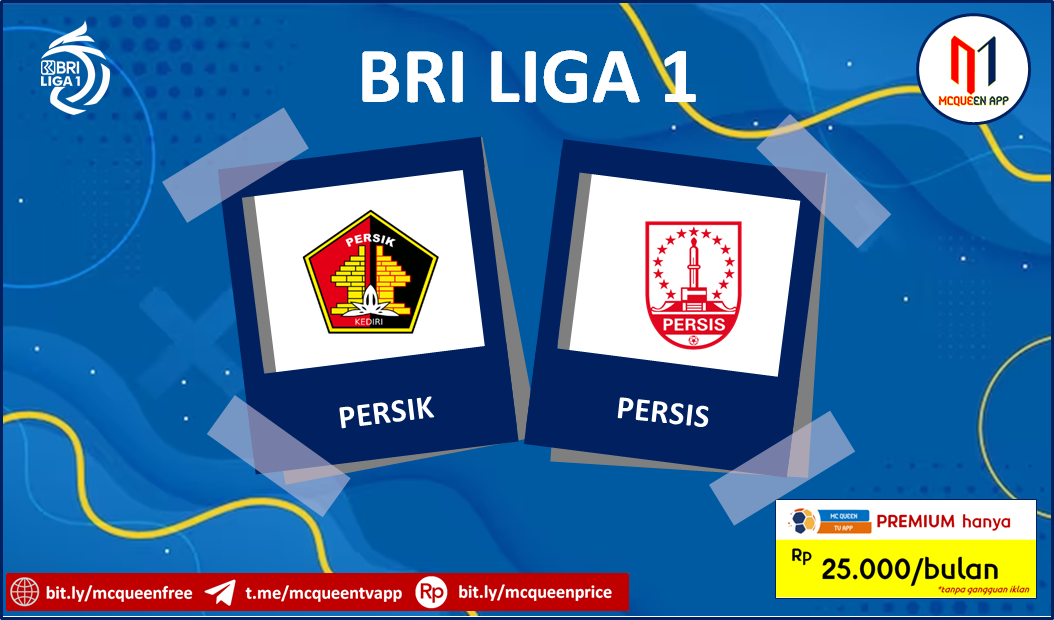 BRI
LIGA 1
BRI LIGA 1
MCQUEEN APP
PERSIK
KEDIRI
PERSIS
PERSIK
PERSIS
MC QUEEN
TV APP
PREMIUM hanya
Rp 25.000/bulan
*tanpa gangguan iklan
bit.ly/mcqueenfree
t.me/mcqueentvapp
Rp
bit.ly/mcqueenprice